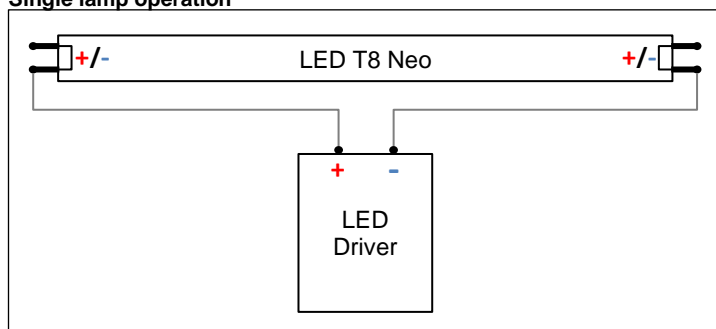 Single lamp operation
+/- LED T8 Neo +/-
+ -
LED
Driver